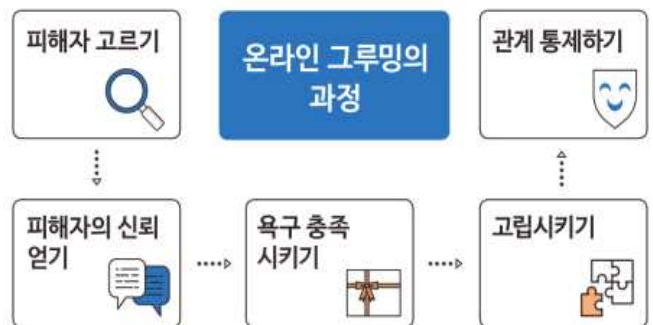 온라인 그루밍의
과정
피해자 고르기
피해자의 신뢰
얻기
욕구 충족
시키기
고립시키기
관계 통제하기